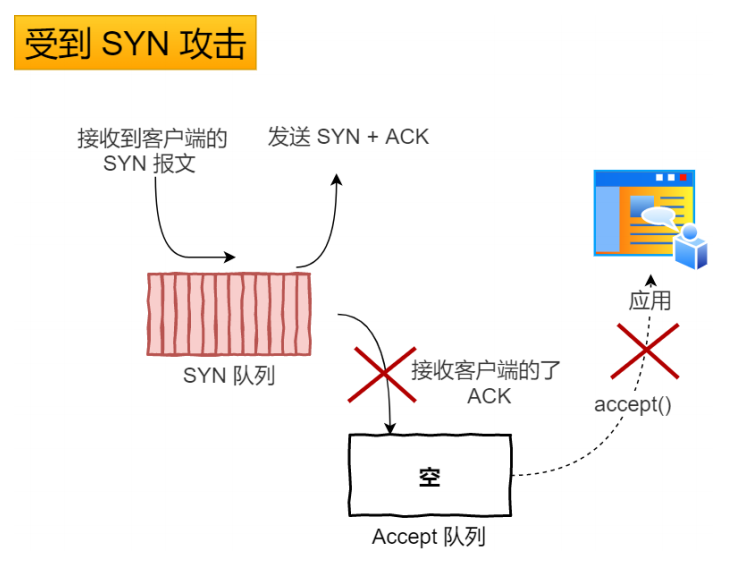 受到 SYN 攻击
接收到客户端的
SYN 报文
发送 SYN + ACK
应用
SYN 队列
接收客户端的了
ACK
accept()
空
Accept 队列